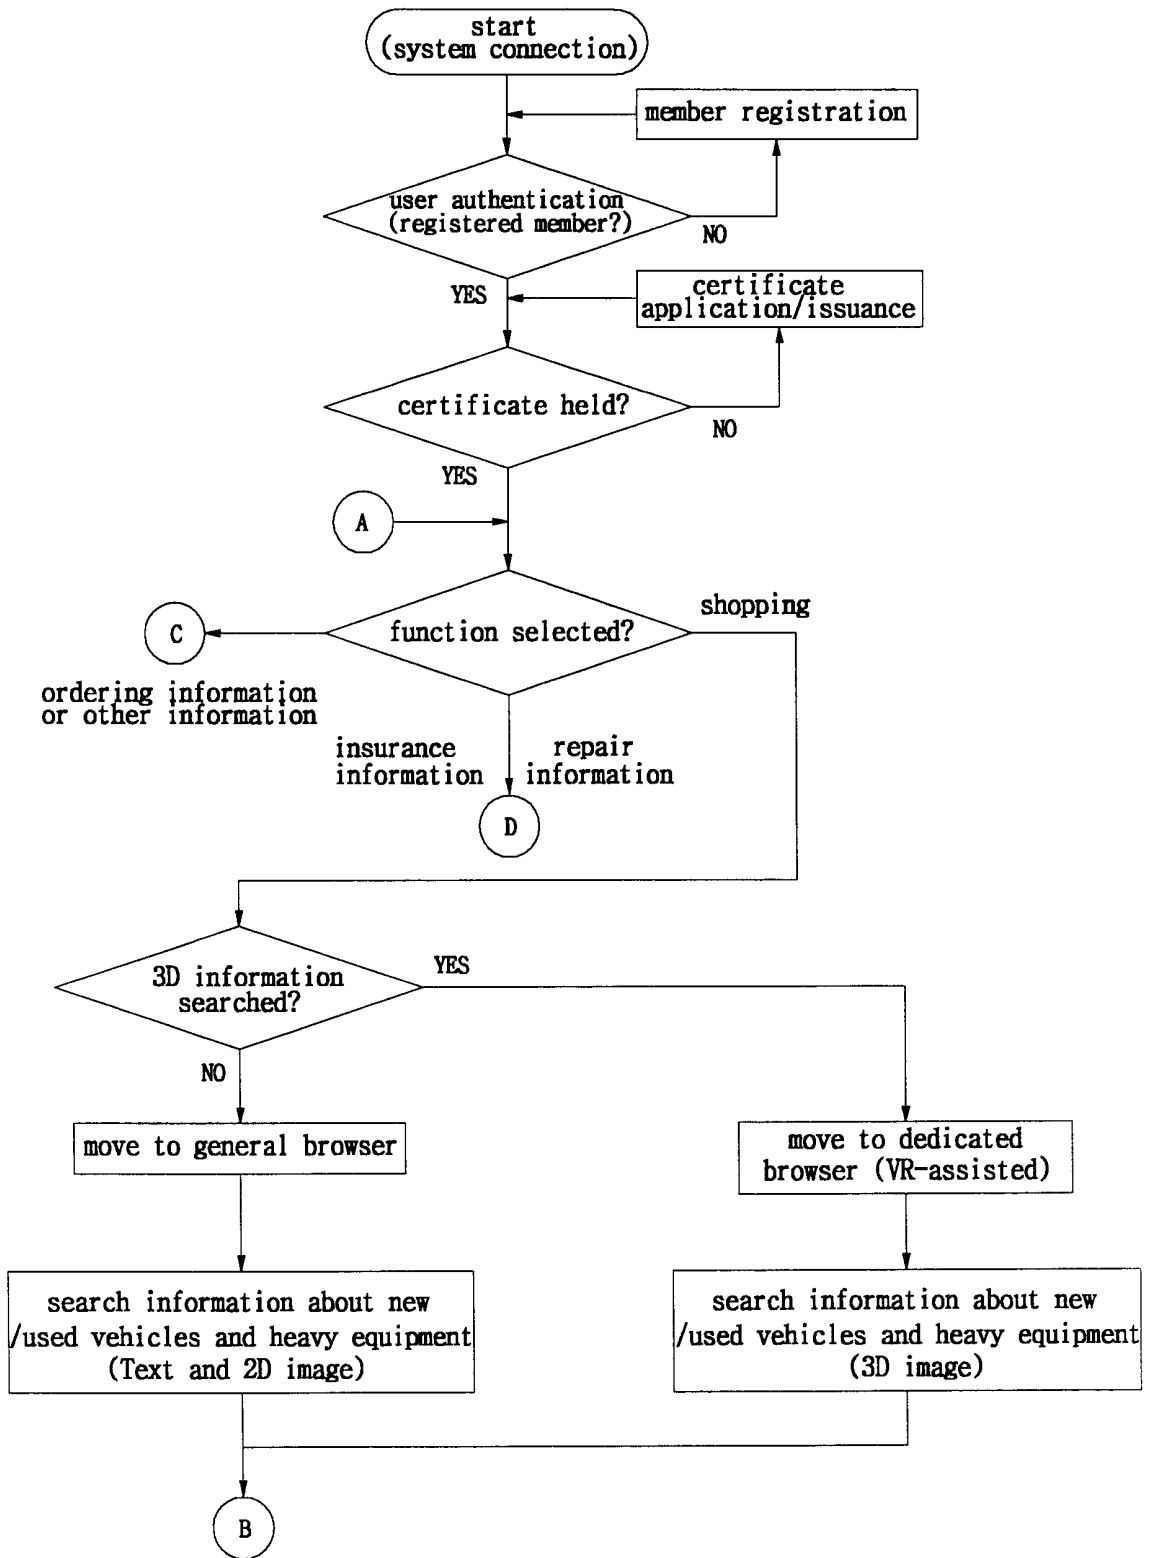 start
(system connection)
member registration
user authentication
(registered member?)
NO
YES
certificate
application/issuance
certificate held?
NO
YES
A
shopping
function selected?
C
ordering information
or other information
insurance
information
repair
information
D
3D information
searched?
YES
NO
move to general browser
move to dedicated
browser (VR-assisted)
search information about new
/used vehicles and heavy equipment
(Text and 2D image)
search information about new
/used vehicles and heavy equipment
(3D image)
B